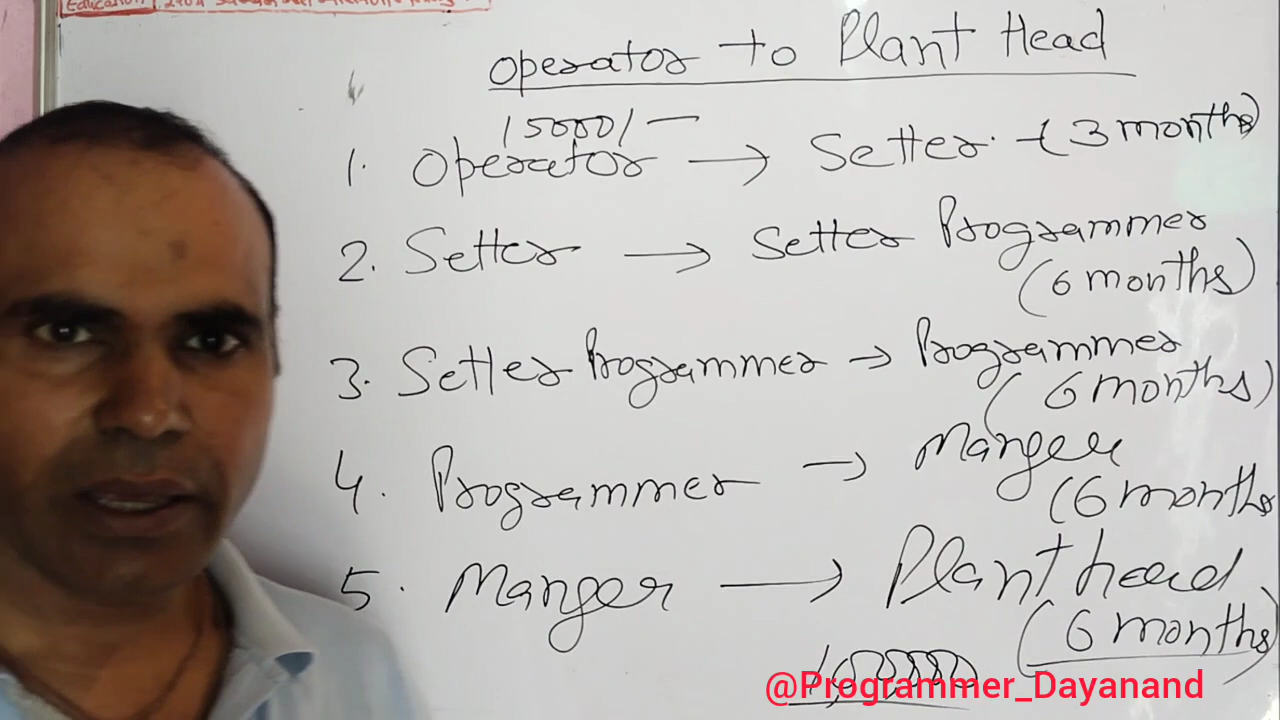 Education
Operator to Plant Head
15000/-
1. Operator → Setter - (3 months)
2. Setter → Setter Programmer
(6 months)
3. Setter Programmer → Programmer
(6 months)
4. Programmer → Manger
(6 months
5. Manger → Plant head
(6 months)
@Programmer_Dayanand